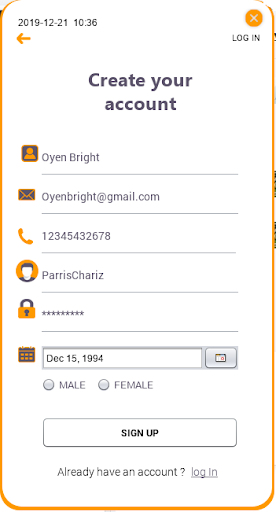 2019-12-21 10:36
LOG IN
Create your
account
Oyen Bright
Oyenbright@gmail.com
12345432678
ParrisChariz
*********
Dec 15, 1994
MALE FEMALE
SIGN UP
Already have an account ? log In